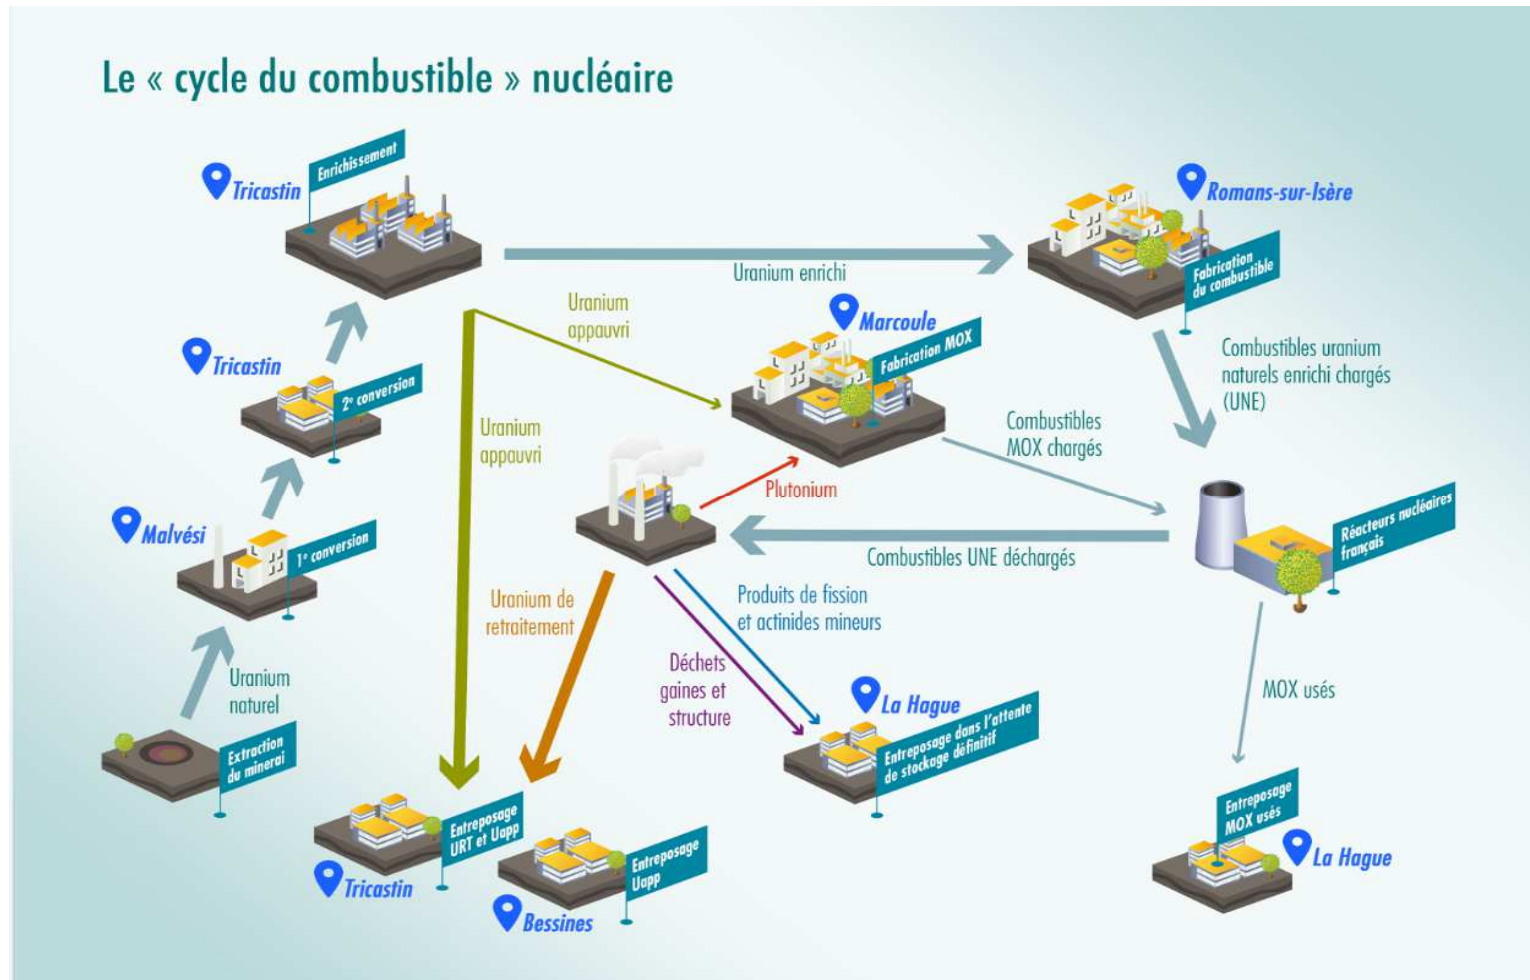 Le « cycle du combustible » nucléaire
Enrichissement
Tricastin
Romans-sur-Isère
Fabrication
du combustible
Uranium enrichi
Uranium
appauvri
Marcoule
Fabrication MOX
Tricastin
2e conversion
Combustibles uranium
naturels enrichi chargés
(UNE)
Uranium
appauvri
Combustibles
MOX chargés
Plutonium
Malvési
1e conversion
Réacteurs nucléaires
français
Combustibles UNE déchargés
Uranium de
retraitement
Produits de fission
et actinides mineurs
Déchets
gaines et
structure
Uranium
naturel
MOX usés
La Hague
Entreposage dans l'attente
de stockage définitif
Extraction
du minerai
Entreposage
URT et Uapp
Tricastin
Entreposage
Uapp
Bessines
Entreposage
MOX usés
La Hague